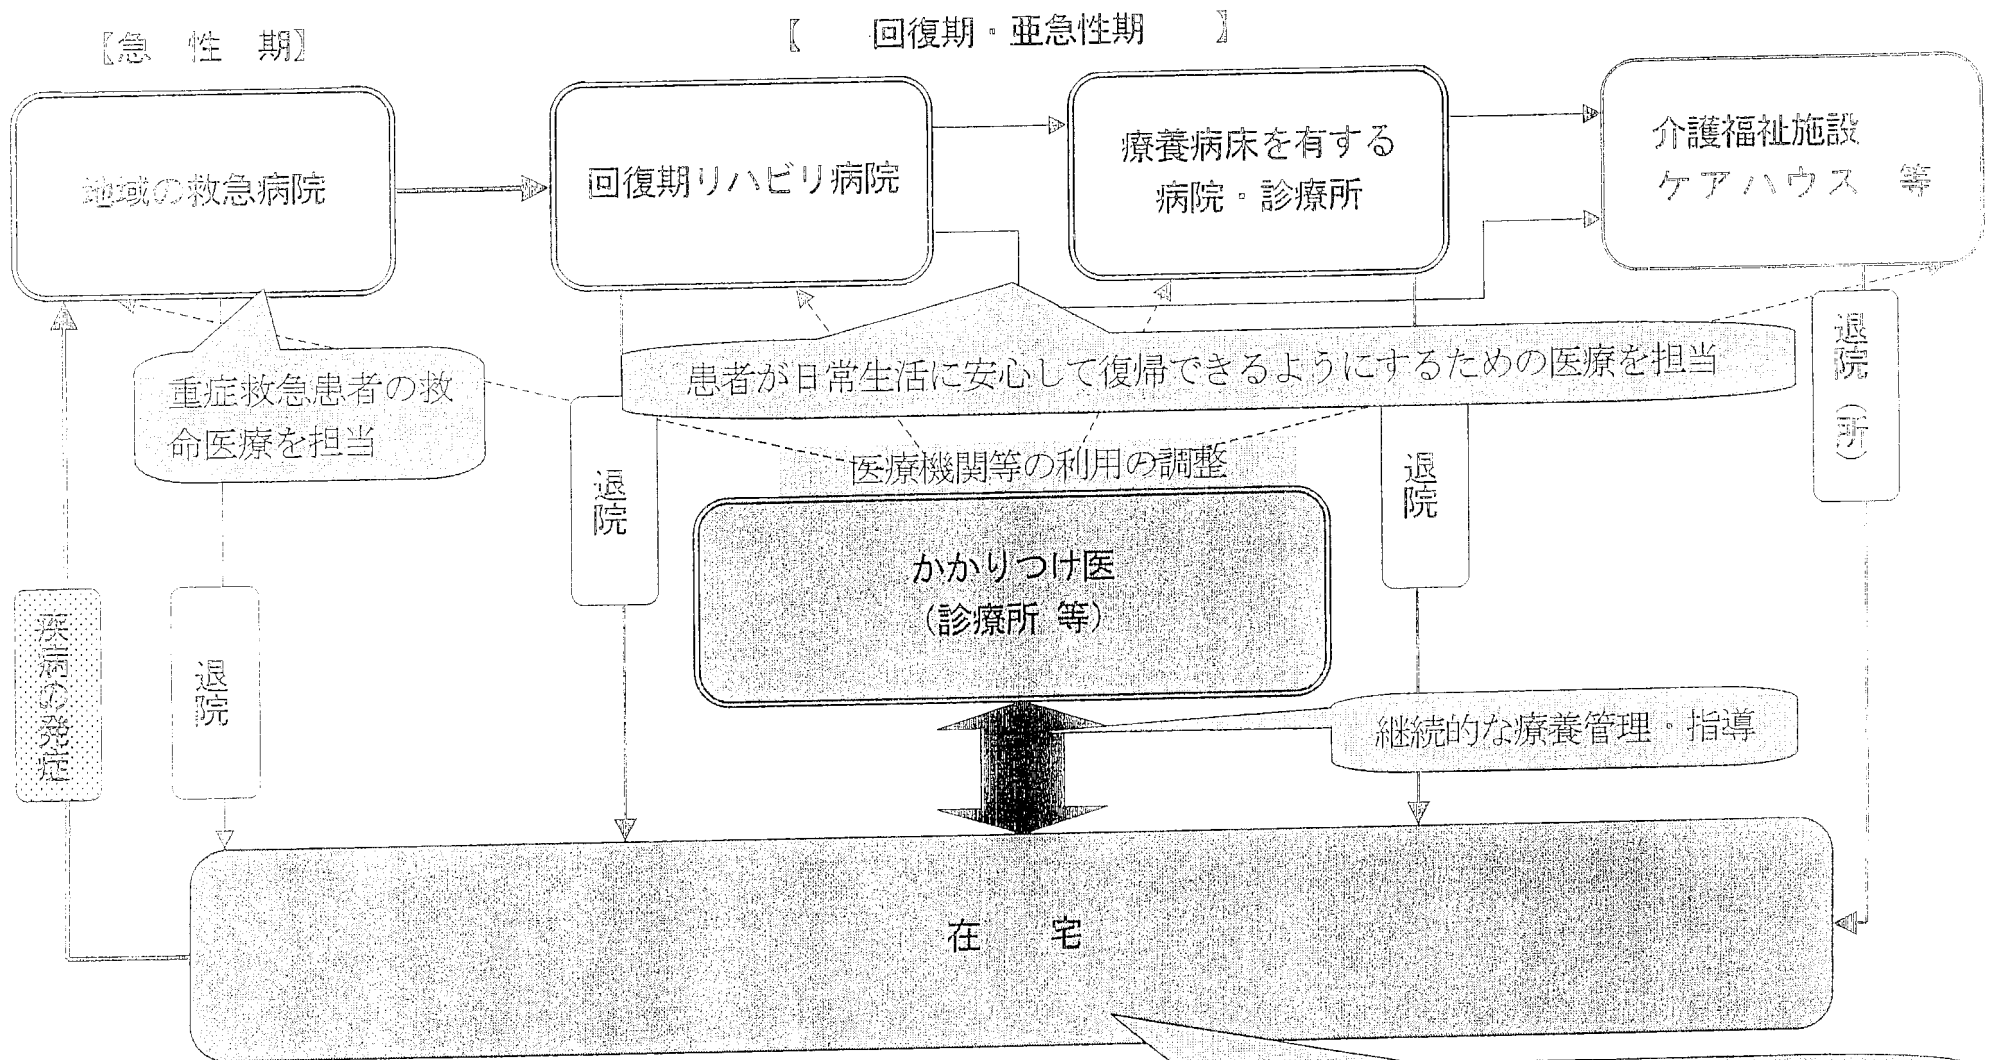 【急 性 期】
【 回復期・亜急性期 】
地域の救急病院
回復期リハビリ病院
療養病床を有する
病院・診療所
介護福祉施設
ケアハウス 等
重症救急患者の救
命医療を担当
患者が日常生活に安心して復帰できるようにするための医療を担当
医療機関等の利用の調整
退院
退院
退院(所)
かかりつけ医
(診療所 等)
疾病の発症
退院
継続的な療養管理・指導
在 宅